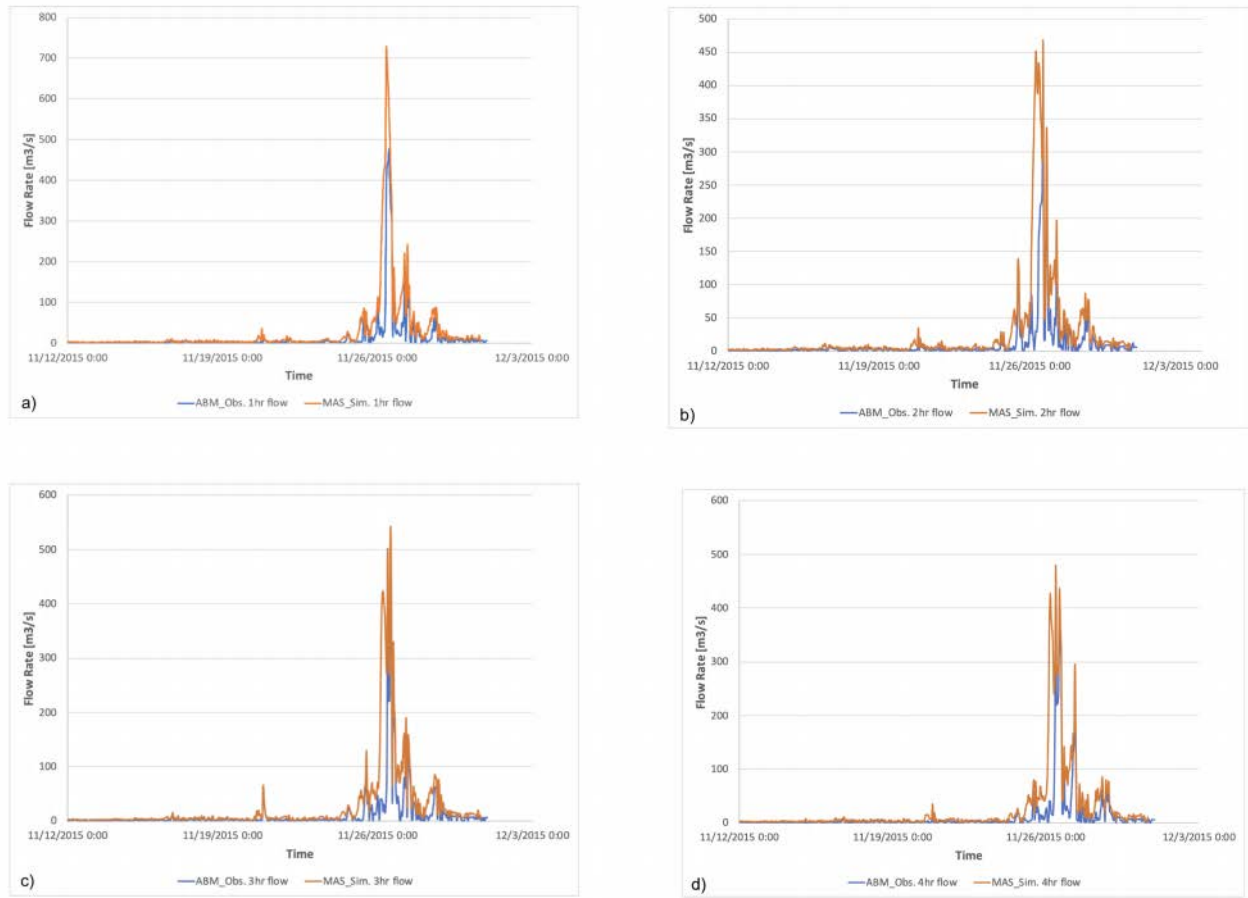 800
700
600
500
400
300
200
100
0
Flow Rate [m3/s]
11/12/2015 0:00 11/19/2015 0:00 11/26/2015 0:00 12/3/2015 0:00
Time
ABM_Obs. 1hr flow MAS_Sim. 1hr flow
a)
500
450
400
350
300
250
200
150
100
50
0
Flow Rate [m3/s]
11/12/2015 0:00 11/19/2015 0:00 11/26/2015 0:00 12/3/2015 0:00
Time
ABM_Obs. 2hr flow MAS_Sim. 2hr flow
b)
600
500
400
300
200
100
0
Flow Rate [m3/s]
11/12/2015 0:00 11/19/2015 0:00 11/26/2015 0:00 12/3/2015 0:00
Time
ABM_Obs. 3hr flow MAS_Sim. 3hr flow
c)
600
500
400
300
200
100
0
Flow Rate [m3/s]
11/12/2015 0:00 11/19/2015 0:00 11/26/2015 0:00 12/3/2015 0:00
Time
ABM_Obs. 4hr flow MAS_Sim. 4hr flow
d)